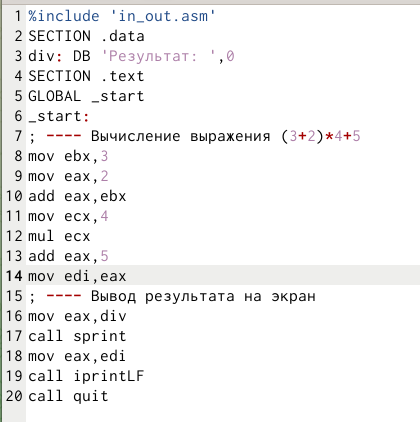 1 %include 'in_out.asm'
2 SECTION .data
3 div: DB 'Результат: ',0
4 SECTION .text
5 GLOBAL _start
6 _start:
7 ; ---- Вычисление выражения (3+2)*4+5
8 mov ebx,3
9 mov eax,2
10 add eax,ebx
11 mov ecx,4
12 mul ecx
13 add eax,5
14 mov edi,eax
15 ; ---- Вывод результата на экран
16 mov eax,div
17 call sprint
18 mov eax,edi
19 call iprintLF
20 call quit